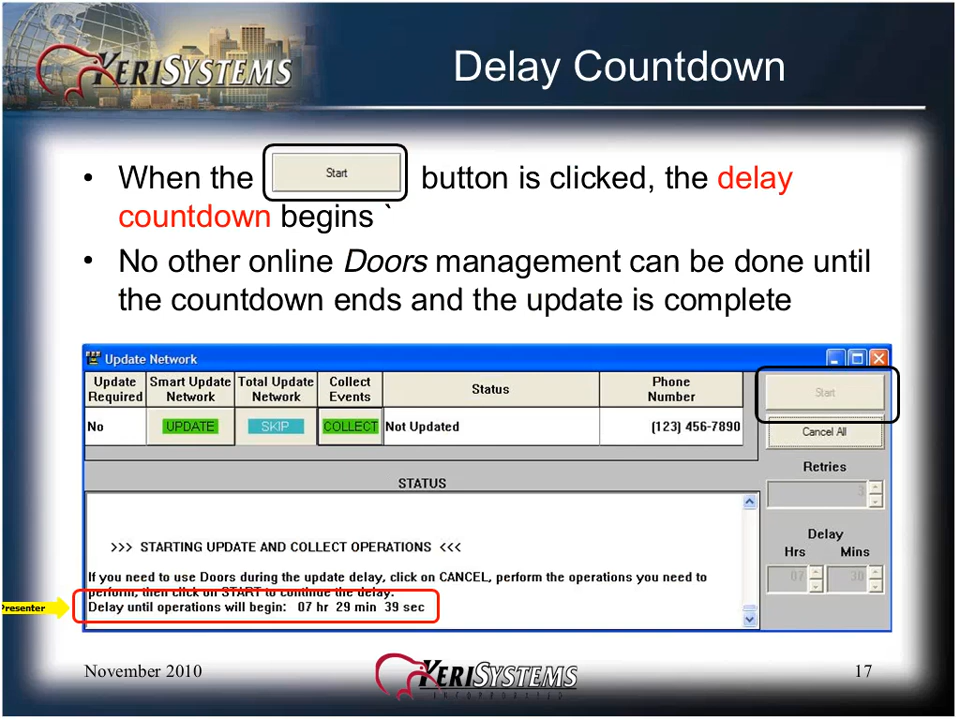 KERISYSTEMS
Delay Countdown
• When the Start button is clicked, the delay
countdown begins `
• No other online Doors management can be done until
the countdown ends and the update is complete
Update Network
Update Required
Smart Update Network
Total Update Network
Collect Events
Status
Phone Number
Start
No UPDATE SKIP COLLECT Not Updated (123) 456-7890
Cancel All
Retries
3
STATUS
Delay
Hrs Mins
07 30
>>> STARTING UPDATE AND COLLECT OPERATIONS <<<
If you need to use Doors during the update delay, click on CANCEL, perform the operations you need to
perform, then click on START to continue the delay.
Delay until operations will begin: 07 hr 29 min 39 sec
Presenter
November 2010
KERISYSTEMS
INCORPORATED
17